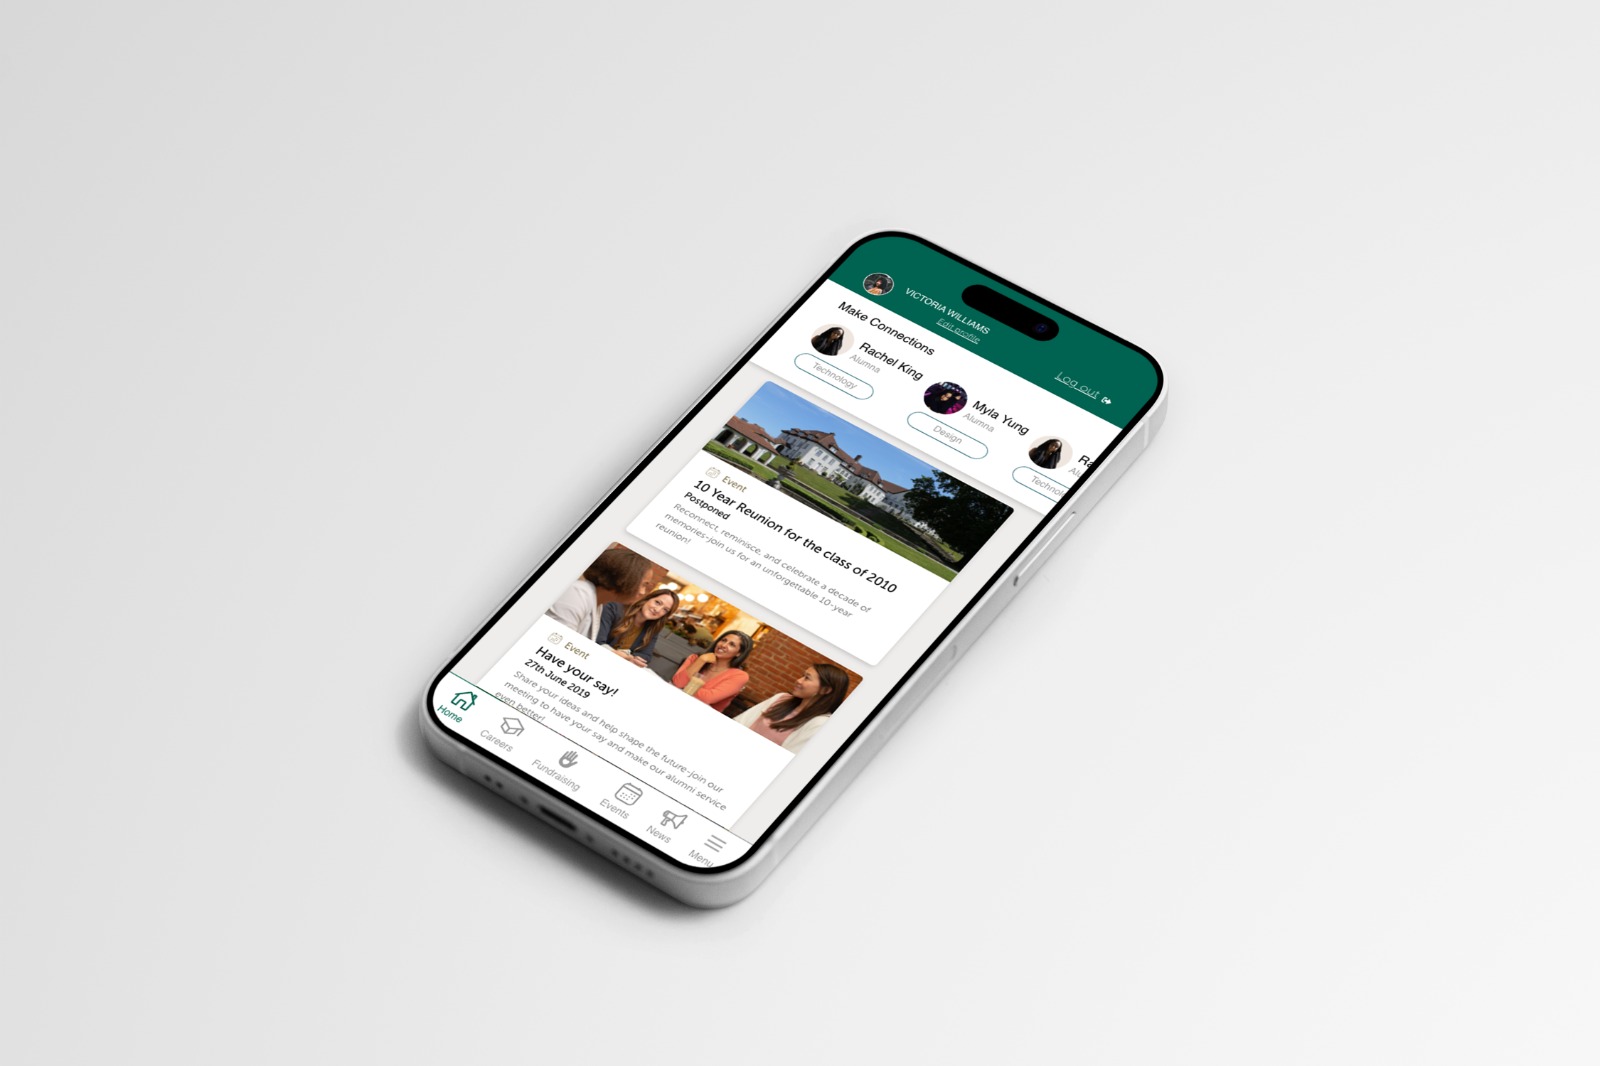 VICTORIA WILLIAMS
Edit profile
Log out
Make Connections
Rachel King
Alumna
Technology
Myla Yung
Alumna
Design
Ra
Al
Technol
Event
10 Year Reunion for the class of 2010
Postponed
Reconnect, reminisce, and celebrate a decade of
memories-join us for an unforgettable 10-year
reunion!
Event
Have your say!
27th June 2019
Share your ideas and help shape the future-join our
meeting to have your say and make our alumni service
even better!
Home
Careers
Fundraising
Events
News
Menu